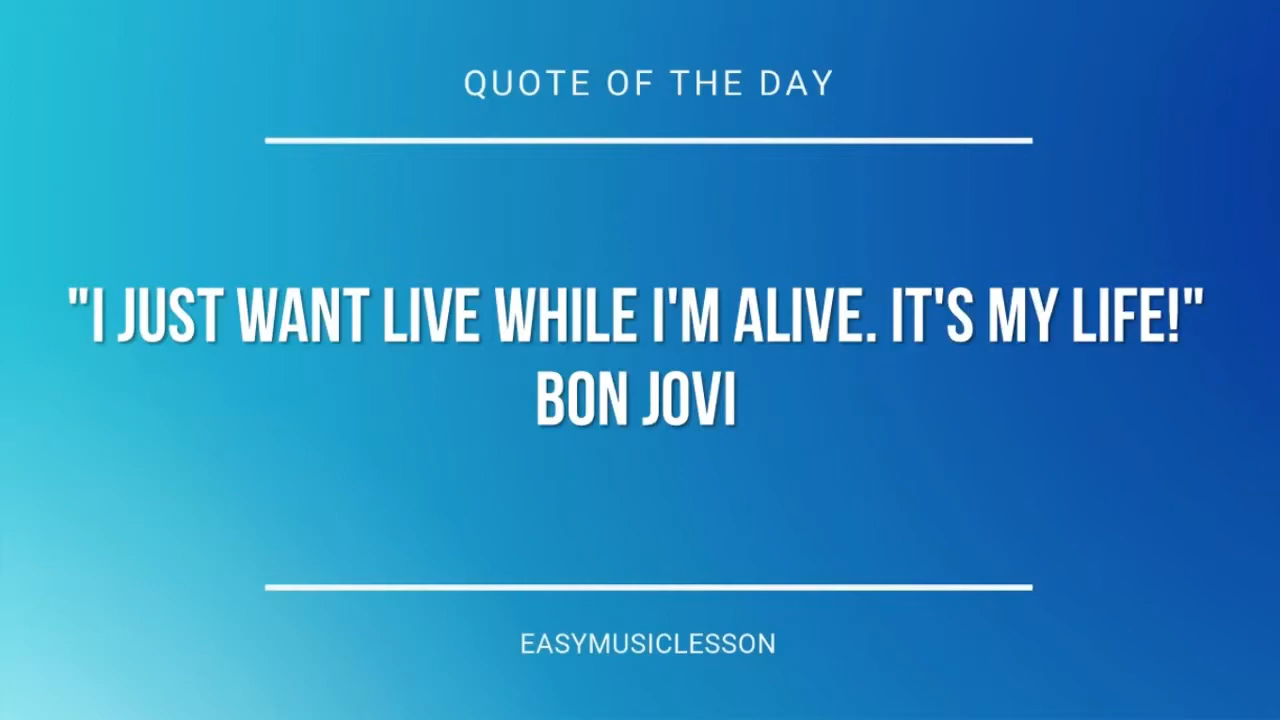 QUOTE OF THE DAY
"I JUST WANT LIVE WHILE I'M ALIVE. IT'S MY LIFE!"
BON JOVI
EASYMUSICLESSON